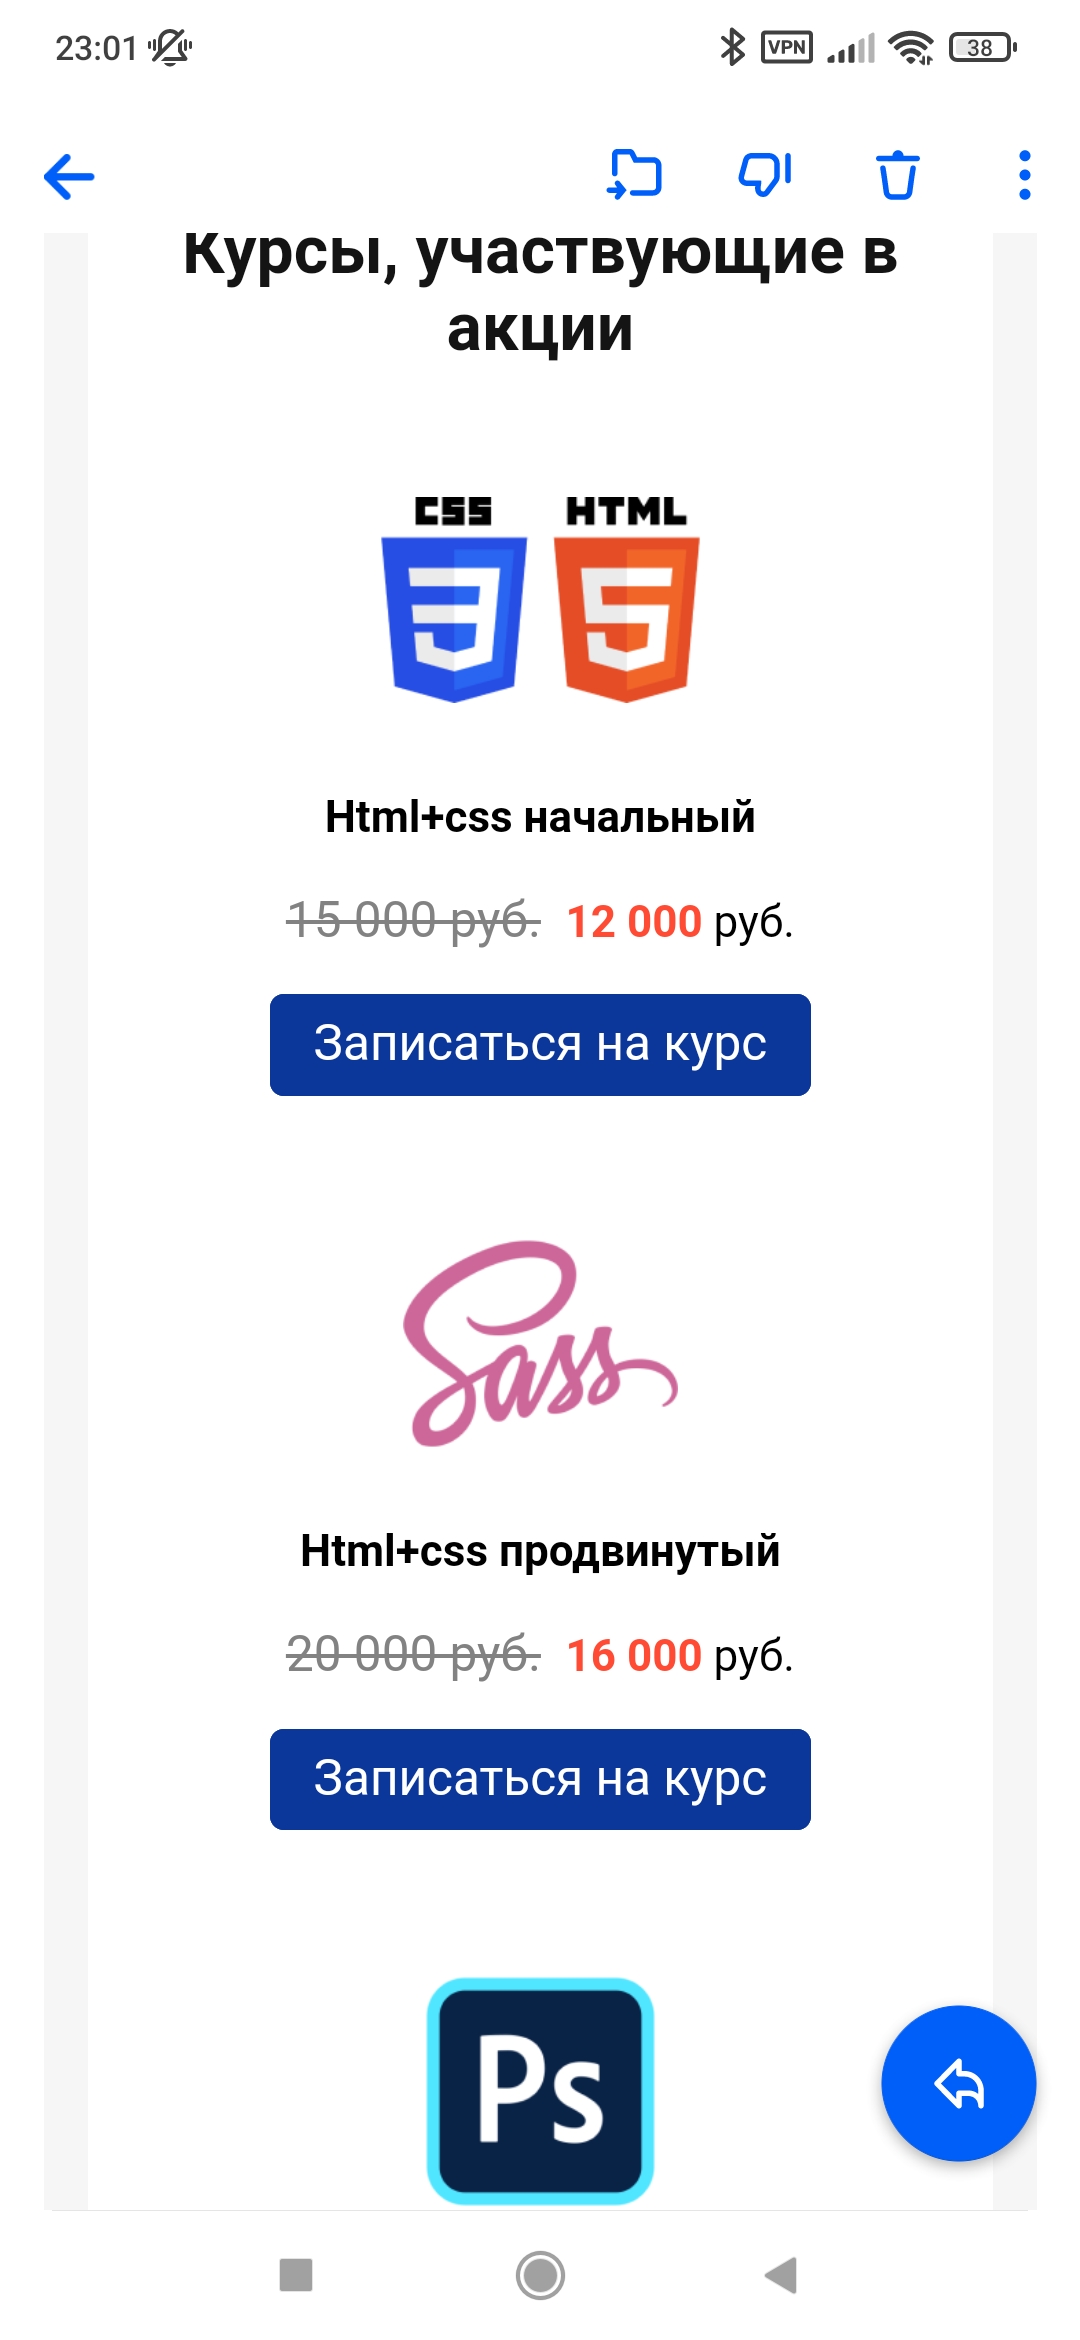 23:01 VPN 38
Курсы, участвующие в
акции
CSS HTML
Html+css начальный
15 000 руб. 12 000 руб.
Записаться на курс
Sass
Html+css продвинутый
20 000 руб. 16 000 руб.
Записаться на курс
Ps